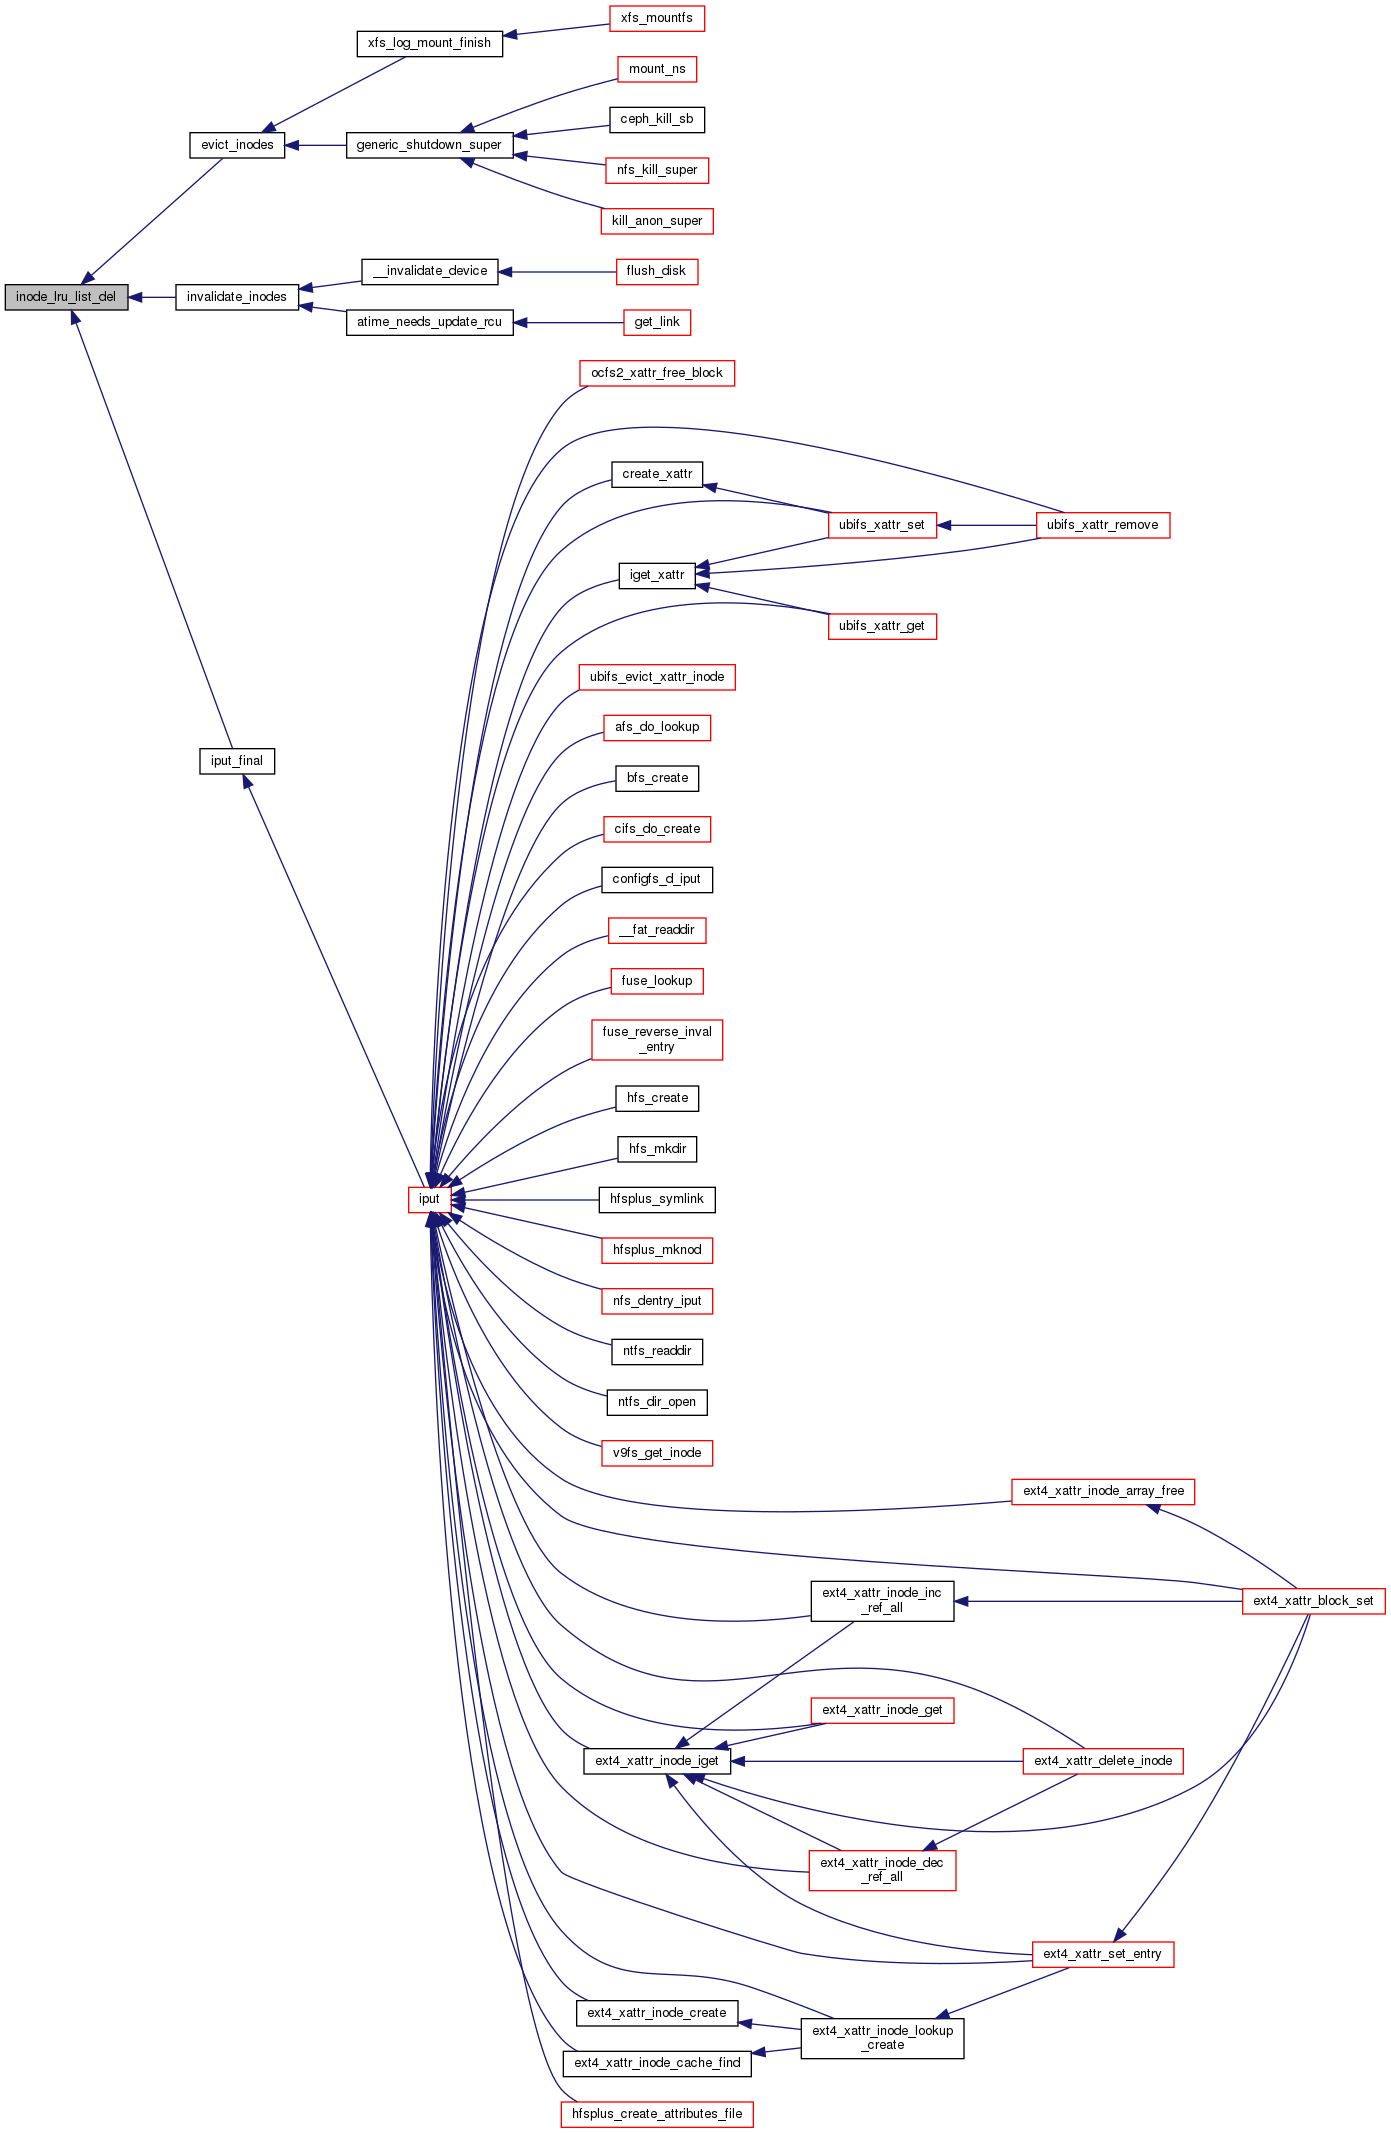 xfs_mountfs
xfs_log_mount_finish
mount_ns
ceph_kill_sb
evict_inodes
generic_shutdown_super
nfs_kill_super
kill_anon_super
__invalidate_device
flush_disk
inode_lru_list_del
invalidate_inodes
atime_needs_update_rcu
get_link
ocfs2_xattr_free_block
create_xattr
ubifs_xattr_set
ubifs_xattr_remove
iget_xattr
ubifs_xattr_get
ubifs_evict_xattr_inode
afs_do_lookup
iput_final
bfs_create
cifs_do_create
configfs_d_iput
__fat_readdir
fuse_lookup
fuse_reverse_inval
_entry
hfs_create
hfs_mkdir
iput
hfsplus_symlink
hfsplus_mknod
nfs_dentry_iput
ntfs_readdir
ntfs_dir_open
v9fs_get_inode
ext4_xattr_inode_array_free
ext4_xattr_inode_inc
_ref_all
ext4_xattr_block_set
ext4_xattr_inode_get
ext4_xattr_inode_iget
ext4_xattr_delete_inode
ext4_xattr_inode_dec
_ref_all
ext4_xattr_set_entry
ext4_xattr_inode_create
ext4_xattr_inode_lookup
_create
ext4_xattr_inode_cache_find
hfsplus_create_attributes_file